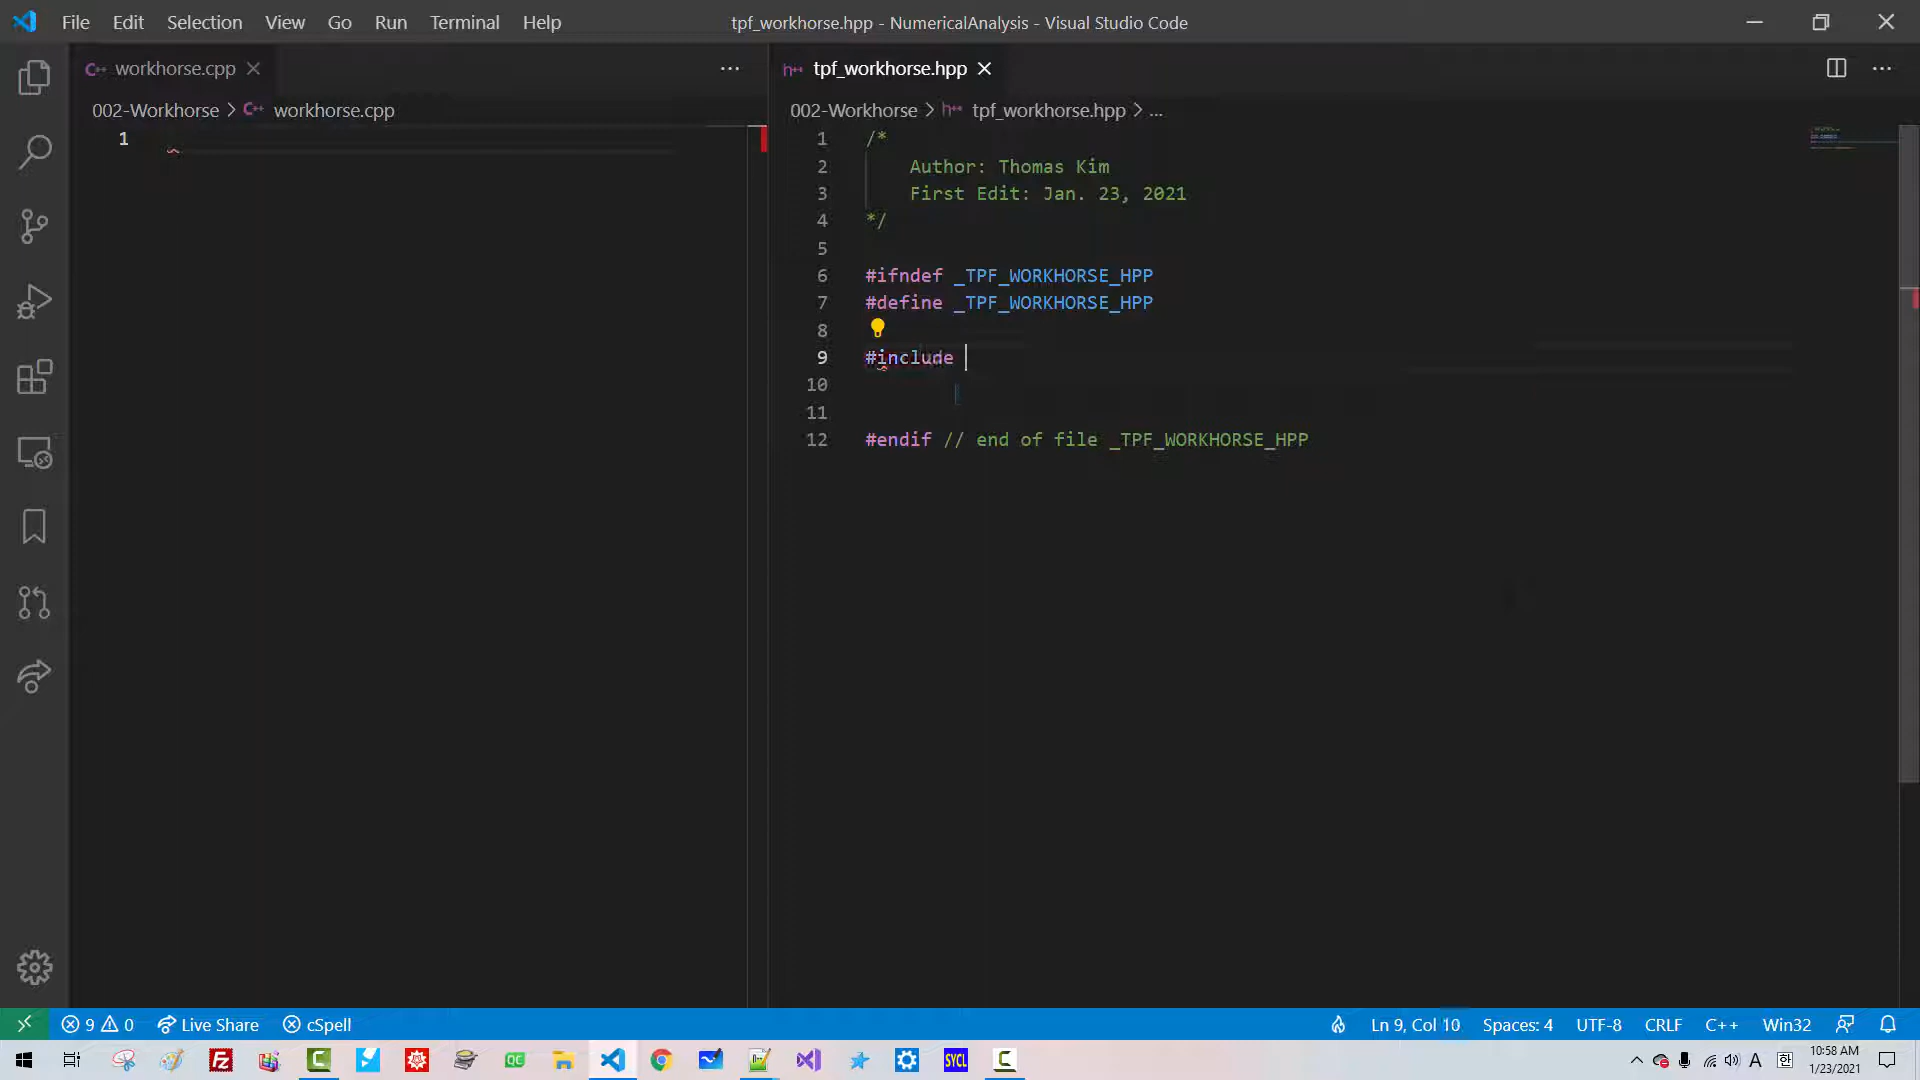 File Edit Selection View Go Run Terminal Help
tpf_workhorse.hpp - NumericalAnalysis - Visual Studio Code
C++ workhorse.cpp
002-Workhorse > C++ workhorse.cpp
1
h++ tpf_workhorse.hpp
002-Workhorse > h++ tpf_workhorse.hpp > ...
1 /*
2 Author: Thomas Kim
3 First Edit: Jan. 23, 2021
4 */
5
6 #ifndef _TPF_WORKHORSE_HPP
7 #define _TPF_WORKHORSE_HPP
8
9 #include
10
11
12 #endif // end of file _TPF_WORKHORSE_HPP
9 0 Live Share cSpell
Ln 9, Col 10 Spaces: 4 UTF-8 CRLF C++ Win32
QC
SYCL
A 한
10:58 AM
1/23/2021